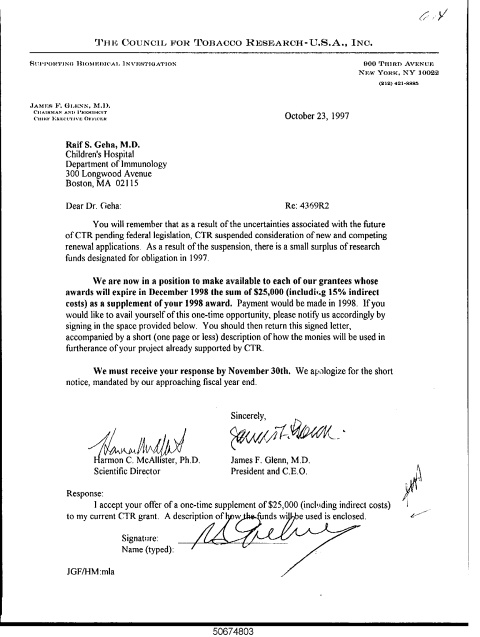 THE COUNCIL FOR TOBACCO RESEARCH-U.S.A., INC.
SUPPORTING BIOMEDICAL INVESTIGATION
900 THIRD AVENUE
NEW YORK, NY 10022
(212) 421-8885
JAMES F. GLENN, M.D.
CHAIRMAN AND PRESIDENT
CHIEF EXECUTIVE OFFICER
October 23, 1997
Raif S. Geha, M.D.
Children's Hospital
Department of Immunology
300 Longwood Avenue
Boston, MA 02115
Dear Dr. Geha:
Re: 4369R2
You will remember that as a result of the uncertainties associated with the future
of CTR pending federal legislation, CTR suspended consideration of new and competing
renewal applications. As a result of the suspension, there is a small surplus of research
funds designated for obligation in 1997.
We are now in a position to make available to each of our grantees whose
awards will expire in December 1998 the sum of $25,000 (including 15% indirect
costs) as a supplement of your 1998 award. Payment would be made in 1998. If you
would like to avail yourself of this one-time opportunity, please notify us accordingly by
signing in the space provided below. You should then return this signed letter,
accompanied by a short (one page or less) description of how the monies will be used in
furtherance of your project already supported by CTR.
We must receive your response by November 30th. We apologize for the short
notice, mandated by our approaching fiscal year end.
Sincerely,
Harmon C. McAllister, Ph.D.
Scientific Director
James F. Glenn, M.D.
President and C.E.O.
Response:
I accept your offer of a one-time supplement of $25,000 (including indirect costs)
to my current CTR grant. A description of how the funds will be used is enclosed.
Signature:
Name (typed):
JGF/HM:mla
50674803